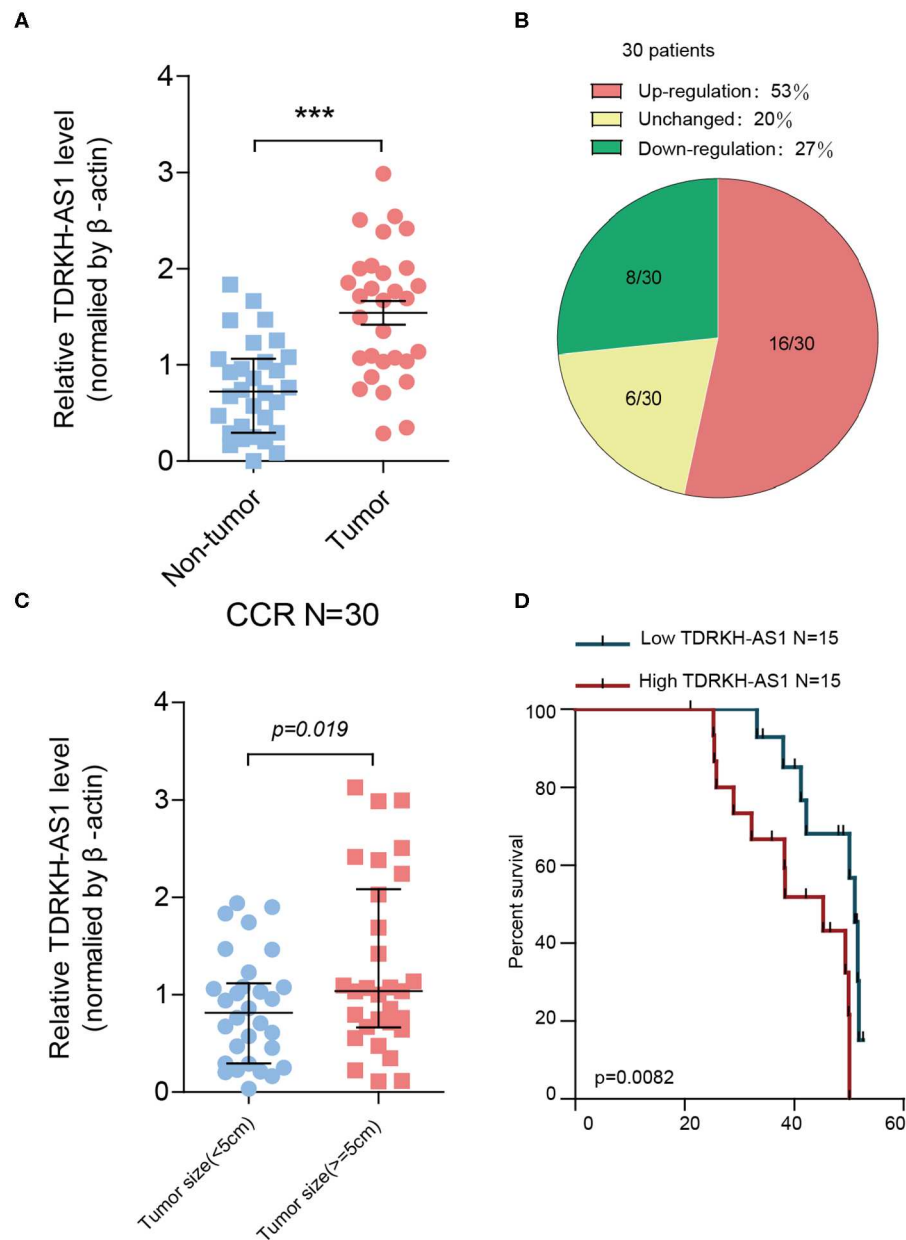 A
Relative TDRKH-AS1 level
(normalied by β -actin)
4
3
2
1
0
***
Non-tumor
Tumor
B
30 patients
Up-regulation: 53%
Unchanged: 20%
Down-regulation: 27%
8/30
16/30
6/30
C
CCR N=30
Relative TDRKH-AS1 level
(normalied by β -actin)
4
3
2
1
0
p=0.019
Tumor size(<5cm)
Tumor size(>=5cm)
D
Low TDRKH-AS1 N=15
High TDRKH-AS1 N=15
Percent survival
100
80
60
40
20
0
p=0.0082
0 20 40 60